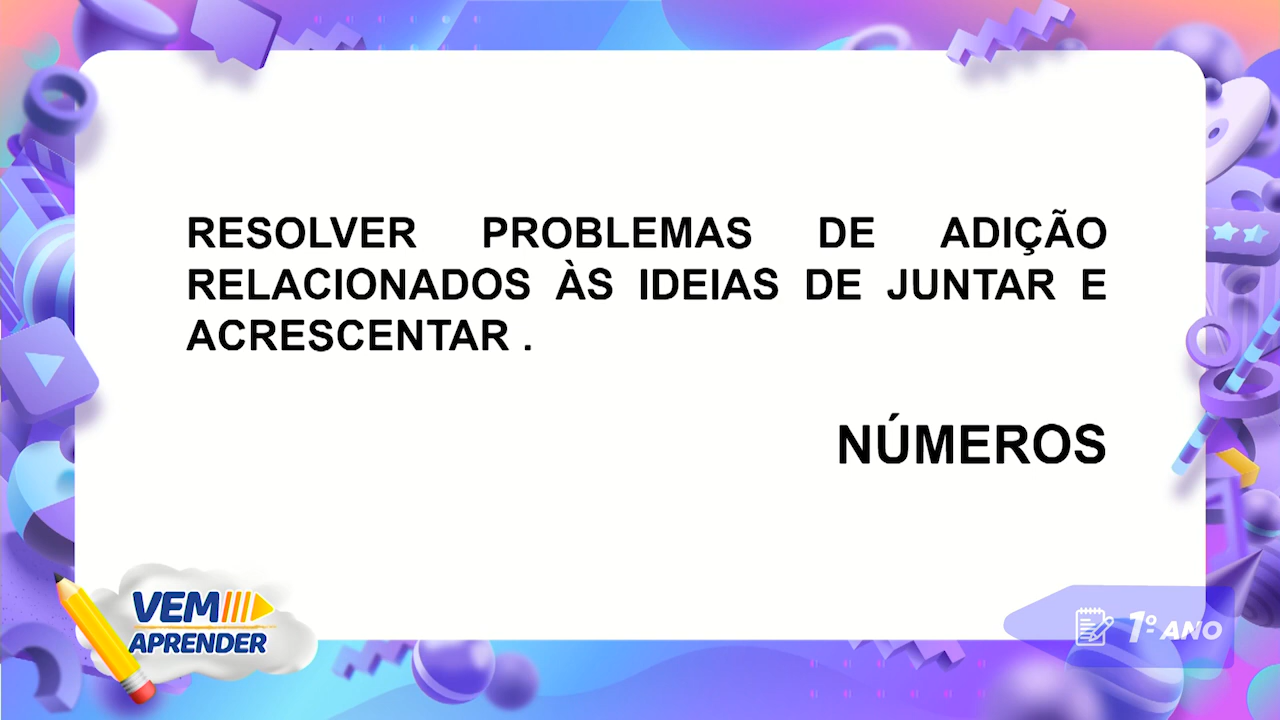 RESOLVER PROBLEMAS DE ADIÇÃO
RELACIONADOS ÀS IDEIAS DE JUNTAR E
ACRESCENTAR .
NÚMEROS
VEM
APRENDER
1º ANO